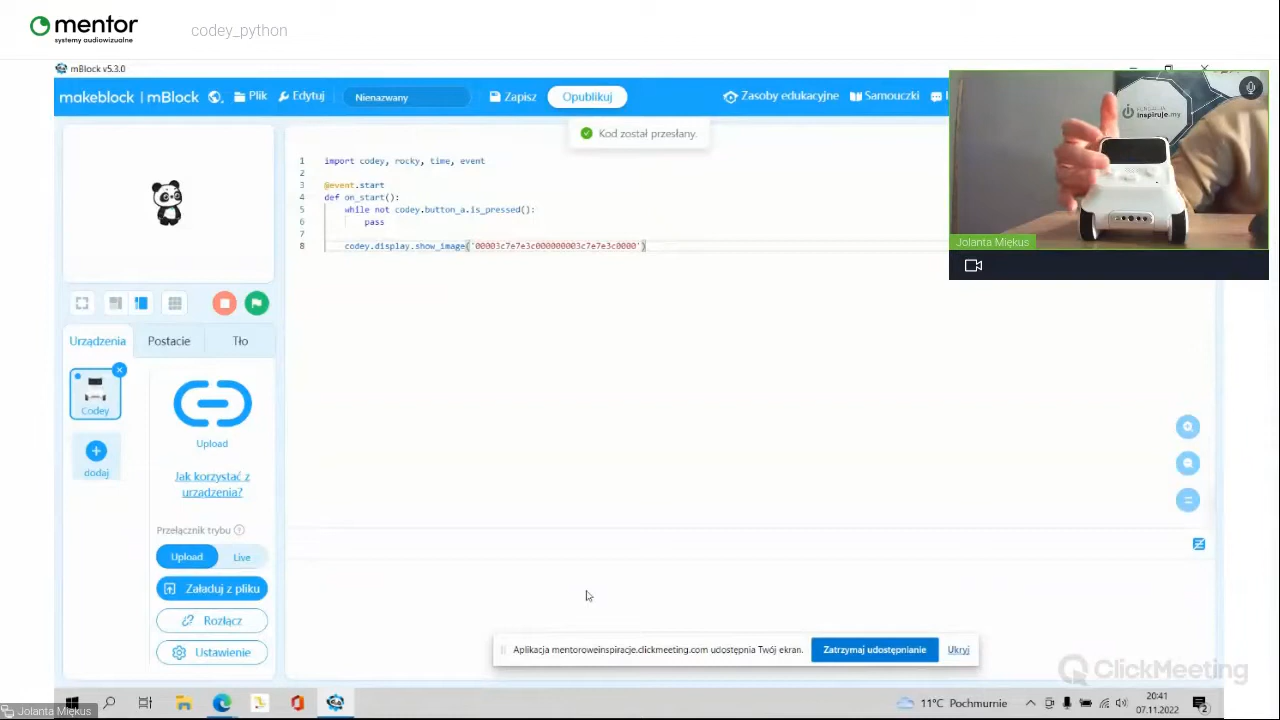 mentor
systemy audiowizualne
codey_python
mBlock v5.3.0
makeblock | mBlock
Plik
Edytuj
Nienazwany
Zapisz
Opublikuj
Zasoby edukacyjne
Samouczki
Kod został przesłany.
FUNDACJA
inspiruje.my
Jolanta Miękus
1 import codey, rocky, time, event
2
3 @event.start
4 def on_start():
5 while not codey.button_a.is_pressed():
6 pass
7
8 codey.display.show_image('00003c7e7e3c000000003c7e7e3c0000')
Urządzenia
Postacie
Tło
Codey
dodaj
Upload
Jak korzystać z
urządzenia?
Przełącznik trybu
Upload
Live
Załaduj z pliku
Rozłącz
Ustawienie
Aplikacja mentoroweinspiracje.clickmeeting.com udostępnia Twój ekran.
Zatrzymaj udostępnianie
Ukryj
ClickMeeting
Jolanta Miękus
11°C Pochmurnie
20:41
07.11.2022
2